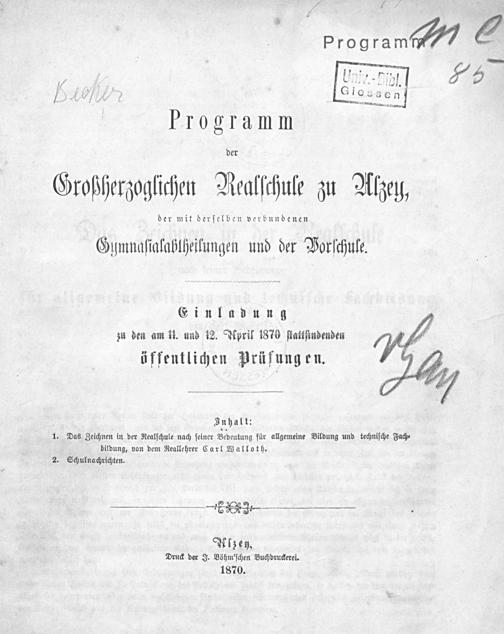 Programm
m c
85
Univ.-Bibl.
Giessen
Becker
Programm
der
Großherzoglichen Realschule zu Alzey,
der mit derselben verbundenen
Gymnasialabtheilungen und der Vorschule.
Einladung
zu den am 11. und 12. April 1870 stattfindenden
öffentlichen Prüfungen.
Inhalt:
1. Das Zeichnen in der Realschule nach seiner Bedeutung für allgemeine Bildung und technische Fach-
bildung, von dem Reallehrer Carl Walloth.
2. Schulnachrichten.
Alzey,
Druck der J. Böhm'schen Buchdruckerei.
1870.